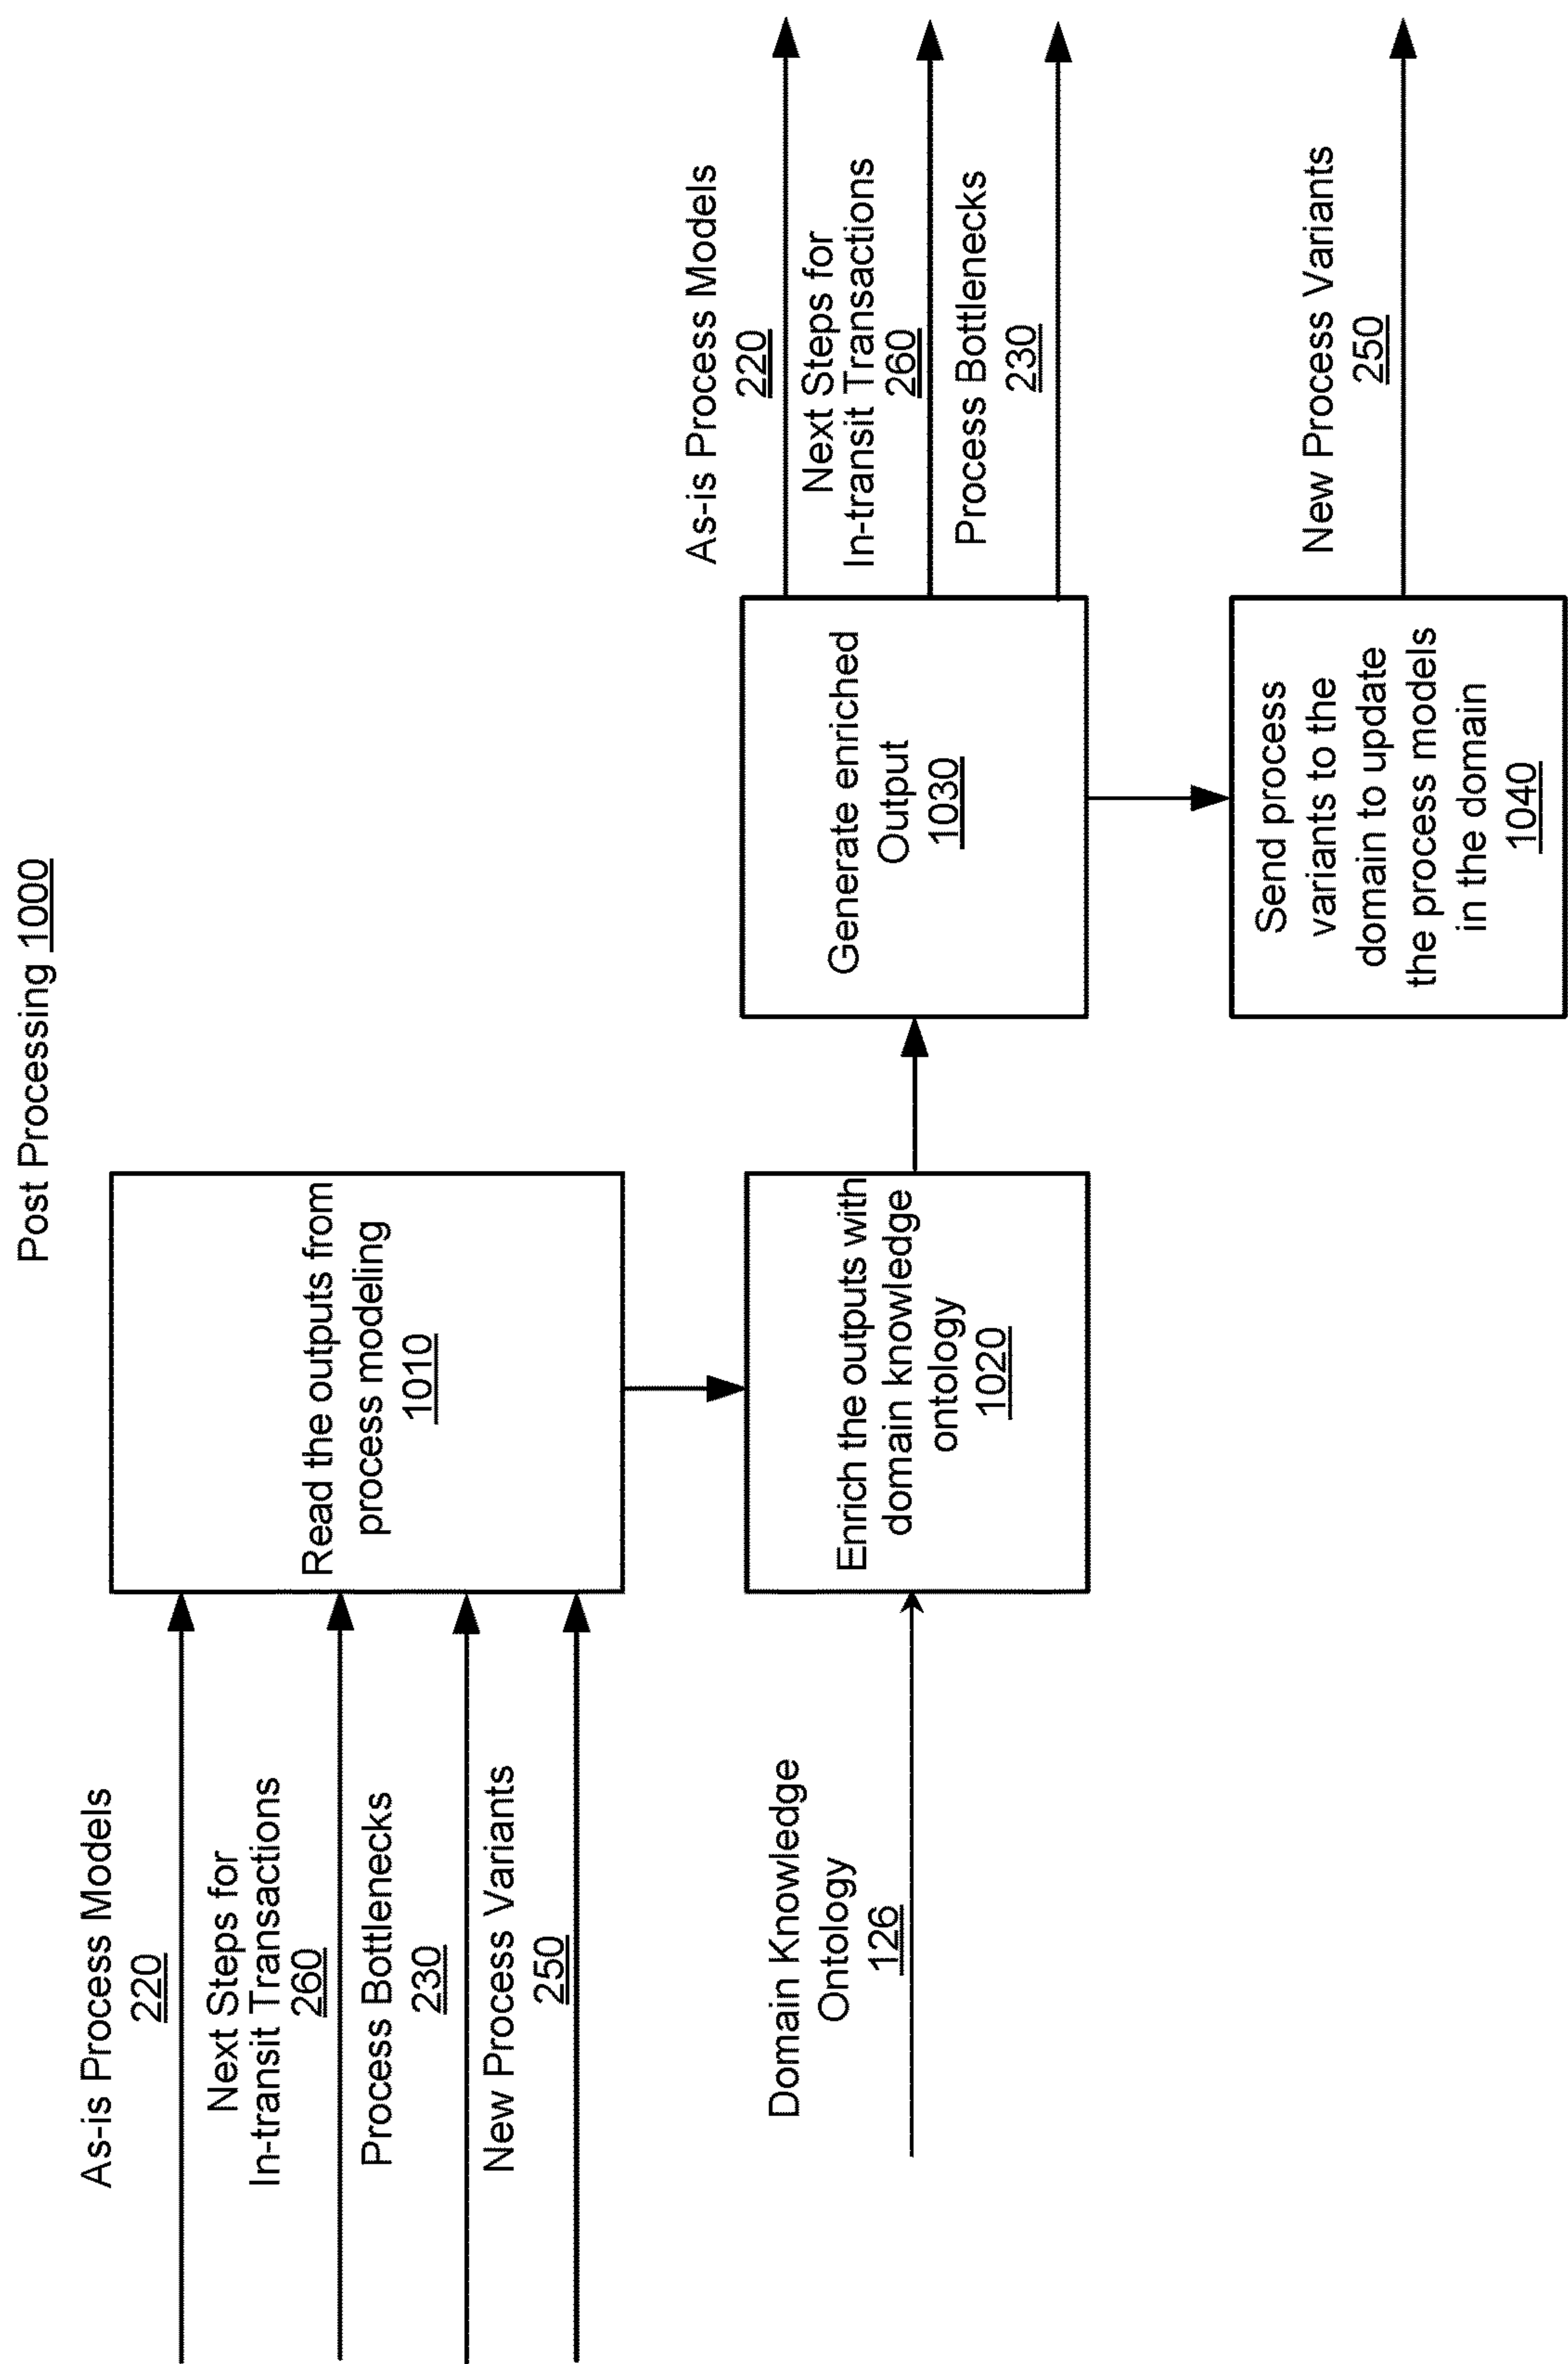 Post Processing 1000
As-is Process Models
220
Next Steps for
In-transit Transactions
260
Process Bottlenecks
230
New Process Variants
250
Read the outputs from
process modeling
1010
Domain Knowledge
Ontology
126
Enrich the outputs with
domain knowledge
ontology
1020
Generate enriched
Output
1030
As-is Process Models
220
Next Steps for
In-transit Transactions
260
Process Bottlenecks
230
Send process
variants to the
domain to update
the process models
in the domain
1040
New Process Variants
250